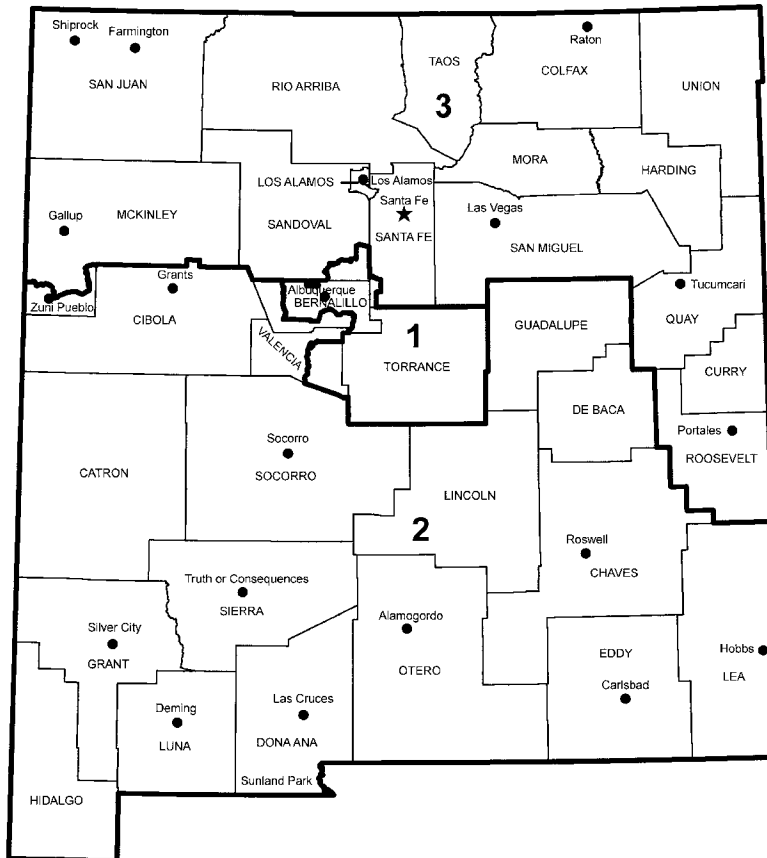 Shiprock
Farmington
SAN JUAN
RIO ARRIBA
TAOS
3
Raton
COLFAX
UNION
MORA
HARDING
LOS ALAMOS
Los Alamos
Gallup
MCKINLEY
SANDOVAL
Santa Fe
SANTA FE
Las Vegas
SAN MIGUEL
Grants
Zuni Pueblo
CIBOLA
Albuquerque
BERNALILLO
Tucumcari
QUAY
VALENCIA
1
TORRANCE
GUADALUPE
CURRY
DE BACA
Portales
ROOSEVELT
Socorro
SOCORRO
CATRON
LINCOLN
2
Roswell
CHAVES
Truth or Consequences
SIERRA
Silver City
GRANT
Alamogordo
OTERO
EDDY
Carlsbad
Hobbs
LEA
Deming
LUNA
Las Cruces
DONA ANA
Sunland Park
HIDALGO